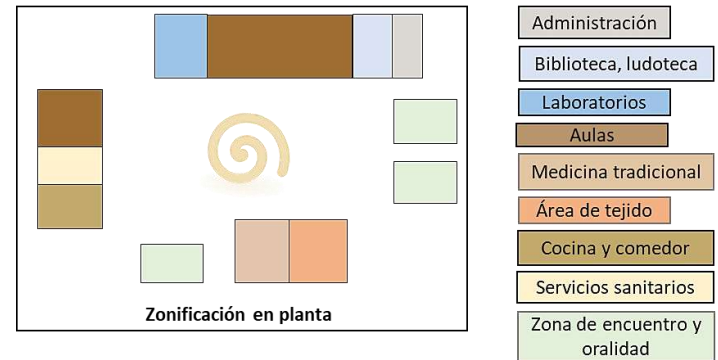 Administración
Biblioteca, ludoteca
Laboratorios
Aulas
Medicina tradicional
Área de tejido
Cocina y comedor
Servicios sanitarios
Zona de encuentro y
oralidad
Zonificación en planta